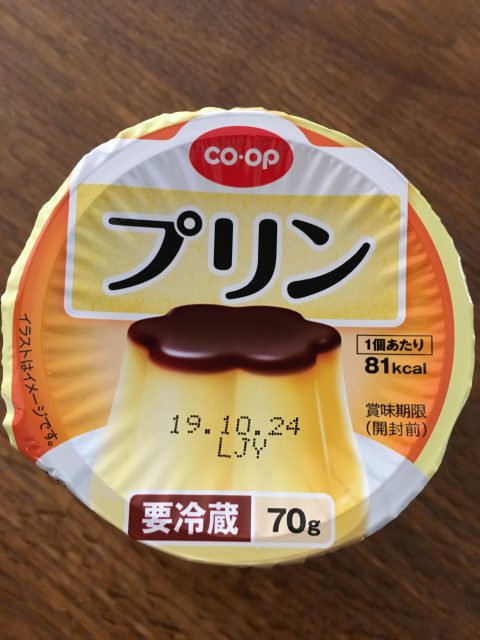 CO·OP
プリン
イラストはイメージです。
1個あたり
81kcal
賞味期限
(開封前)
19.10.24
LJY
要冷蔵 70g